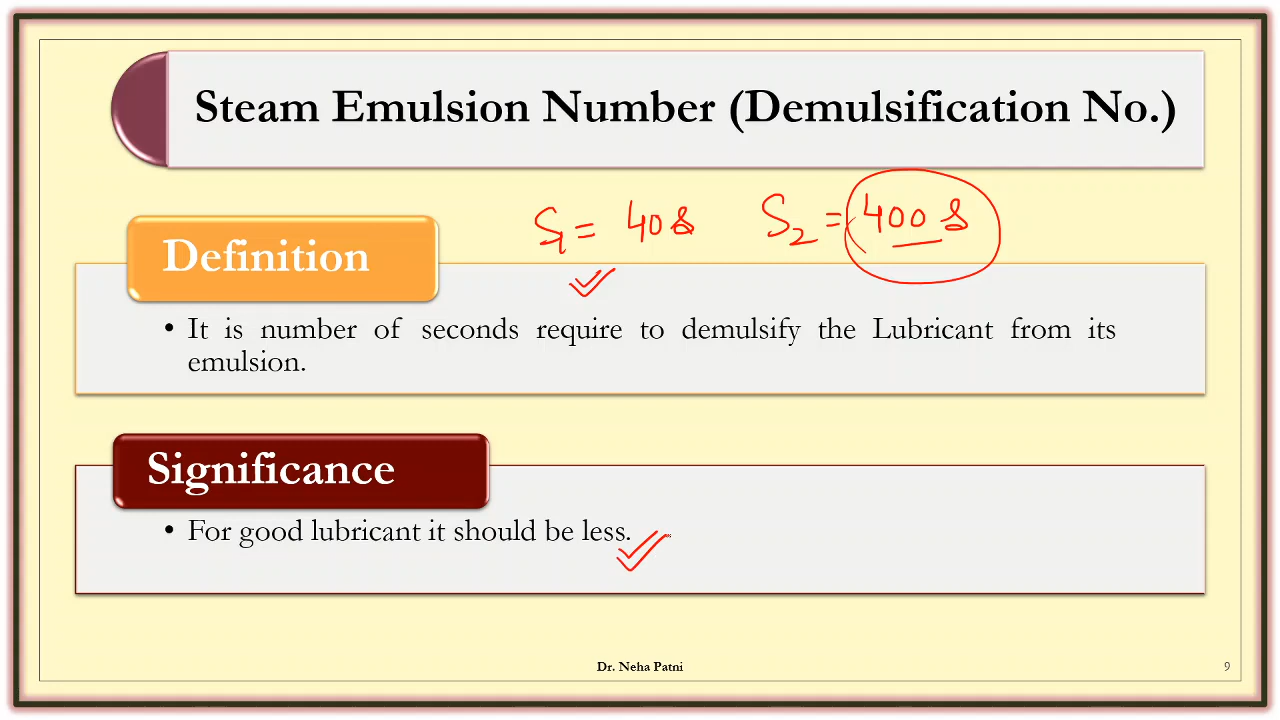 Steam Emulsion Number (Demulsification No.)
S1 = 40 s S2 = 400 s
Definition
• It is number of seconds require to demulsify the Lubricant from its
emulsion.
Significance
• For good lubricant it should be less.
Dr. Neha Patni
9